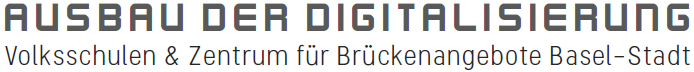 AUSBAU DER DIGITALISIERUNG
Volksschulen & Zentrum für Brückenangebote Basel-Stadt